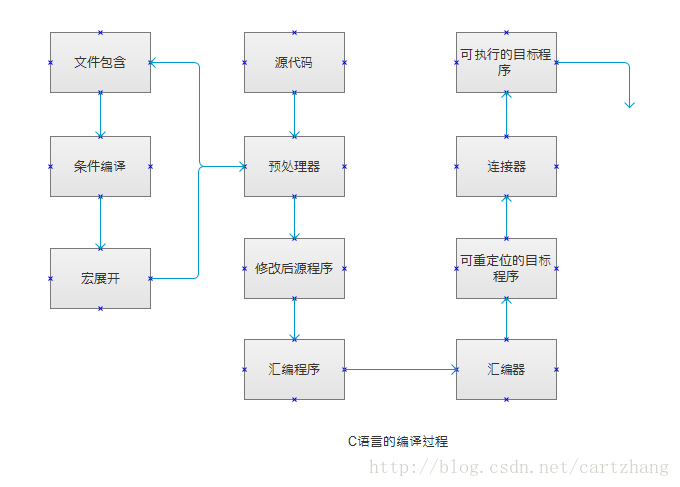 文件包含
条件编译
宏展开
源代码
预处理器
修改后源程序
汇编程序
可执行的目标程
序
连接器
可重定位的目标
程序
汇编器
C语言的编译过程
http://blog.csdn.net/cartzhang